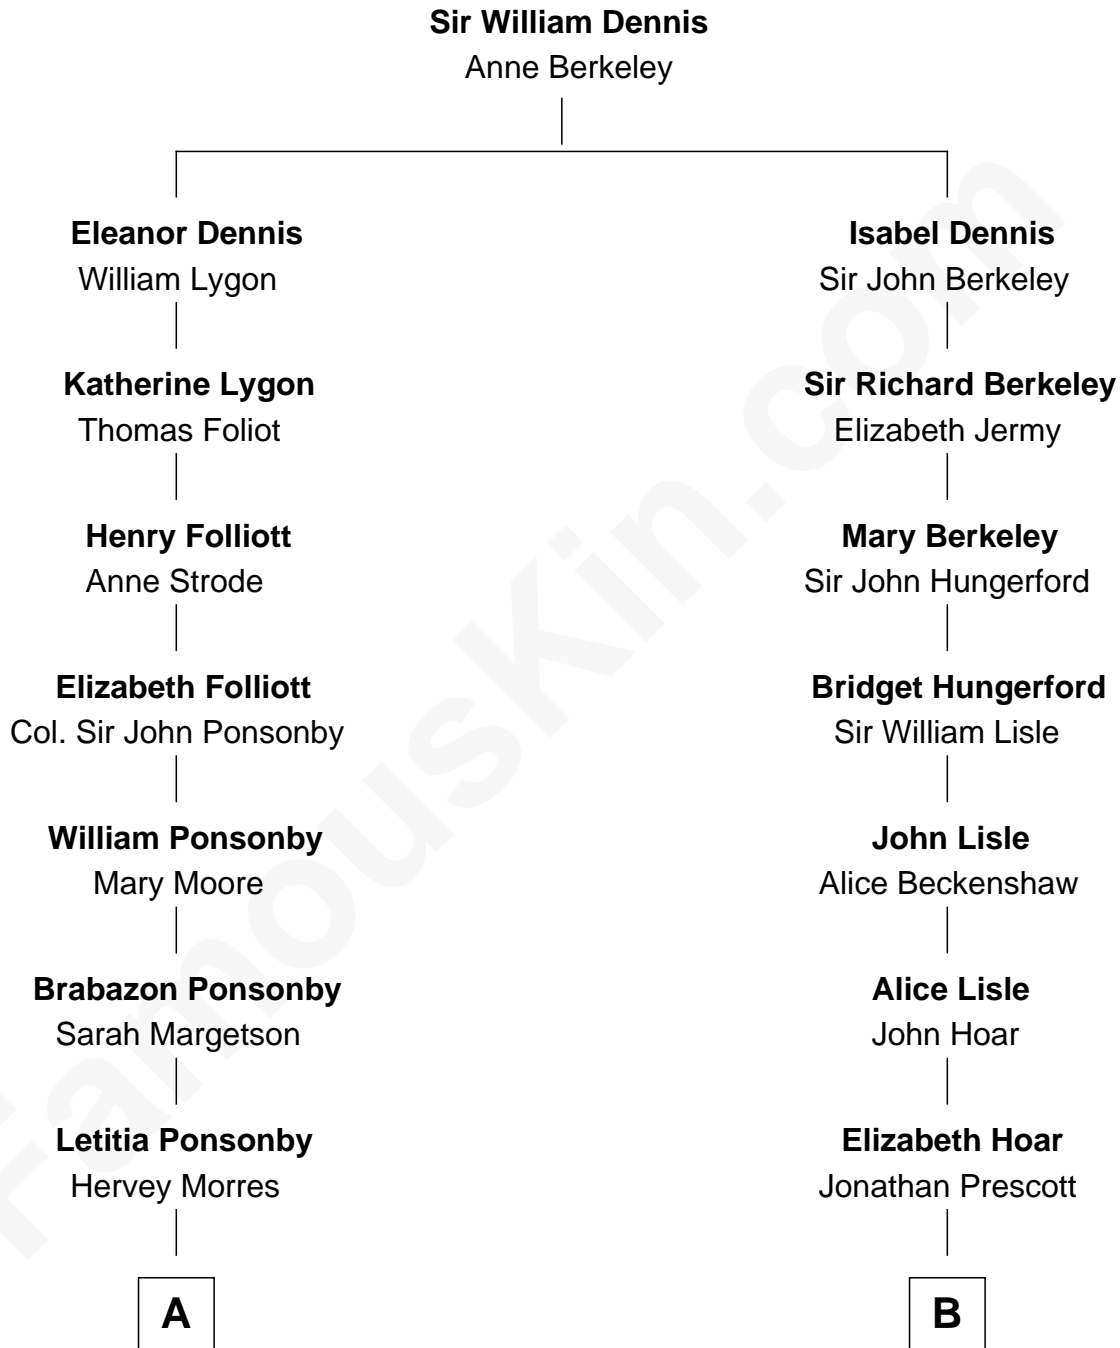 Sir William Dennis
Anne Berkeley
Eleanor Dennis
William Lygon
Isabel Dennis
Sir John Berkeley
Katherine Lygon
Thomas Foliot
Sir Richard Berkeley
Elizabeth Jermy
Henry Folliott
Anne Strode
Mary Berkeley
Sir John Hungerford
Elizabeth Folliott
Col. Sir John Ponsonby
Bridget Hungerford
Sir William Lisle
William Ponsonby
Mary Moore
John Lisle
Alice Beckenshaw
Brabazon Ponsonby
Sarah Margetson
Alice Lisle
John Hoar
Letitia Ponsonby
Hervey Morres
Elizabeth Hoar
Jonathan Prescott
A
B
FamousKin.com